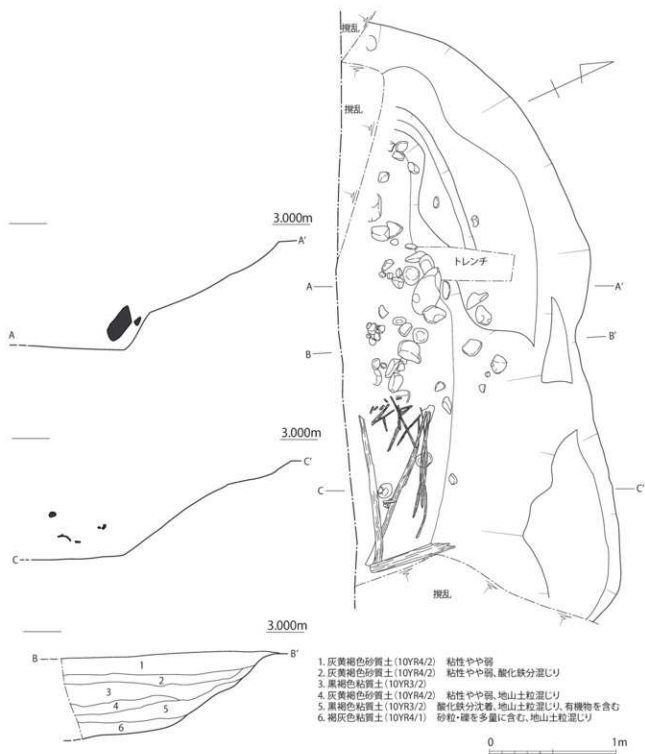 攪乱
攪乱
3.000m
A'
トレンチ
A
A'
A
B'
B
3.000m
C'
C
C'
C
攪乱
3.000m
B
B'
1
2
3
4
5
6
1. 灰黄褐色砂質土(10YR4/2) 粘性やや弱
2. 灰黄褐色砂質土(10YR4/2) 粘性やや弱、酸化鉄分混じり
3. 黒褐色粘質土(10YR3/2)
4. 灰黄褐色砂質土(10YR4/2) 粘性やや弱、地山土粒混じり
5. 黒褐色粘質土(10YR3/2) 酸化鉄分沈着、地山土粒混じり、有機物を含む
6. 褐灰色粘質土(10YR4/1) 砂粒・礫を多量に含む、地山土粒混じり
0 1m